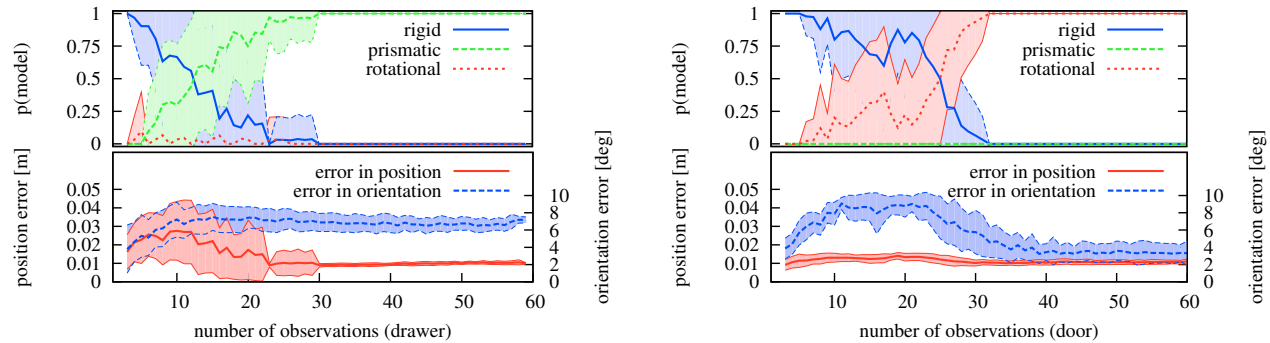 p(model)
1
0.75
0.5
0.25
0
rigid
prismatic
rotational
position error [m]
0.05
0.04
0.03
0.02
0.01
error in position
error in orientation
10
8
6
4
2
0
orientation error [deg]
10 20 30 40 50 60
number of observations (drawer)
p(model)
1
0.75
0.5
0.25
0
rigid
prismatic
rotational
position error [m]
0.05
0.04
0.03
0.02
0.01
error in position
error in orientation
10
8
6
4
2
0
orientation error [deg]
10 20 30 40 50 60
number of observations (door)